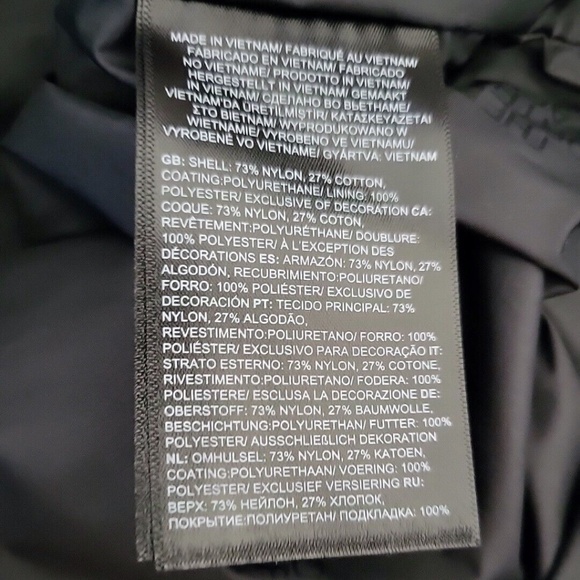 MADE IN VIETNAM/ FABRIQUÉ AU VIETNAM/
FABRICADO EN VIETNAM/ FABRICADO
NO VIETNAME/ PRODOTTO IN VIETNAM/
HERGESTELLT IN VIETNAM/ GEMAAKT
IN VIETNAM/ СДЕЛАНО ВО ВЬЕТНАМЕ/
VIETNAM'DA ÜRETİLMİŞTİR/ ΚΑΤΑΣΚΕΥΑΖΕΤΑΙ
ΣΤΟ ΒΙΕΤΝΑΜ/ WYPRODUKOWANO W
WIETNAMIE/ VYROBENO VE VIETNAMU/
VYROBENÉ VO VIETNAME/ GYÁRTVA: VIETNAM
GB: SHELL: 73% NYLON, 27% COTTON,
COATING:POLYURETHANE/ LINING: 100%
POLYESTER/ EXCLUSIVE OF DECORATION CA:
COQUE: 73% NYLON, 27% COTON,
REVÊTEMENT:POLYURÉTHANE/ DOUBLURE:
100% POLYESTER/ À L'EXCEPTION DES
DÉCORATIONS ES: ARMAZÓN: 73% NYLON, 27%
ALGODÓN, RECUBRIMIENTO:POLIURETANO/
FORRO: 100% POLIÉSTER/ EXCLUSIVO DE
DECORACIÓN PT: TECIDO PRINCIPAL: 73%
NYLON, 27% ALGODÃO,
REVESTIMENTO:POLIURETANO/ FORRO: 100%
POLIÉSTER/ EXCLUSIVO PARA DECORAÇÃO IT:
STRATO ESTERNO: 73% NYLON, 27% COTONE,
RIVESTIMENTO:POLIURETANO/ FODERA: 100%
POLIESTERE/ ESCLUSA LA DECORAZIONE DE:
OBERSTOFF: 73% NYLON, 27% BAUMWOLLE,
BESCHICHTUNG:POLYURETHAN/ FUTTER: 100%
POLYESTER/ AUSSCHLIEßLICH DEKORATION
NL: OMHULSEL: 73% NYLON, 27% KATOEN,
COATING:POLYURETHAAN/ VOERING: 100%
POLYESTER/ EXCLUSIEF VERSIERING RU:
ВЕРХ: 73% НЕЙЛОН, 27% ХЛОПОК,
ПОКРЫТИЕ:ПОЛИУРЕТАН/ ПОДКЛАДКА: 100%